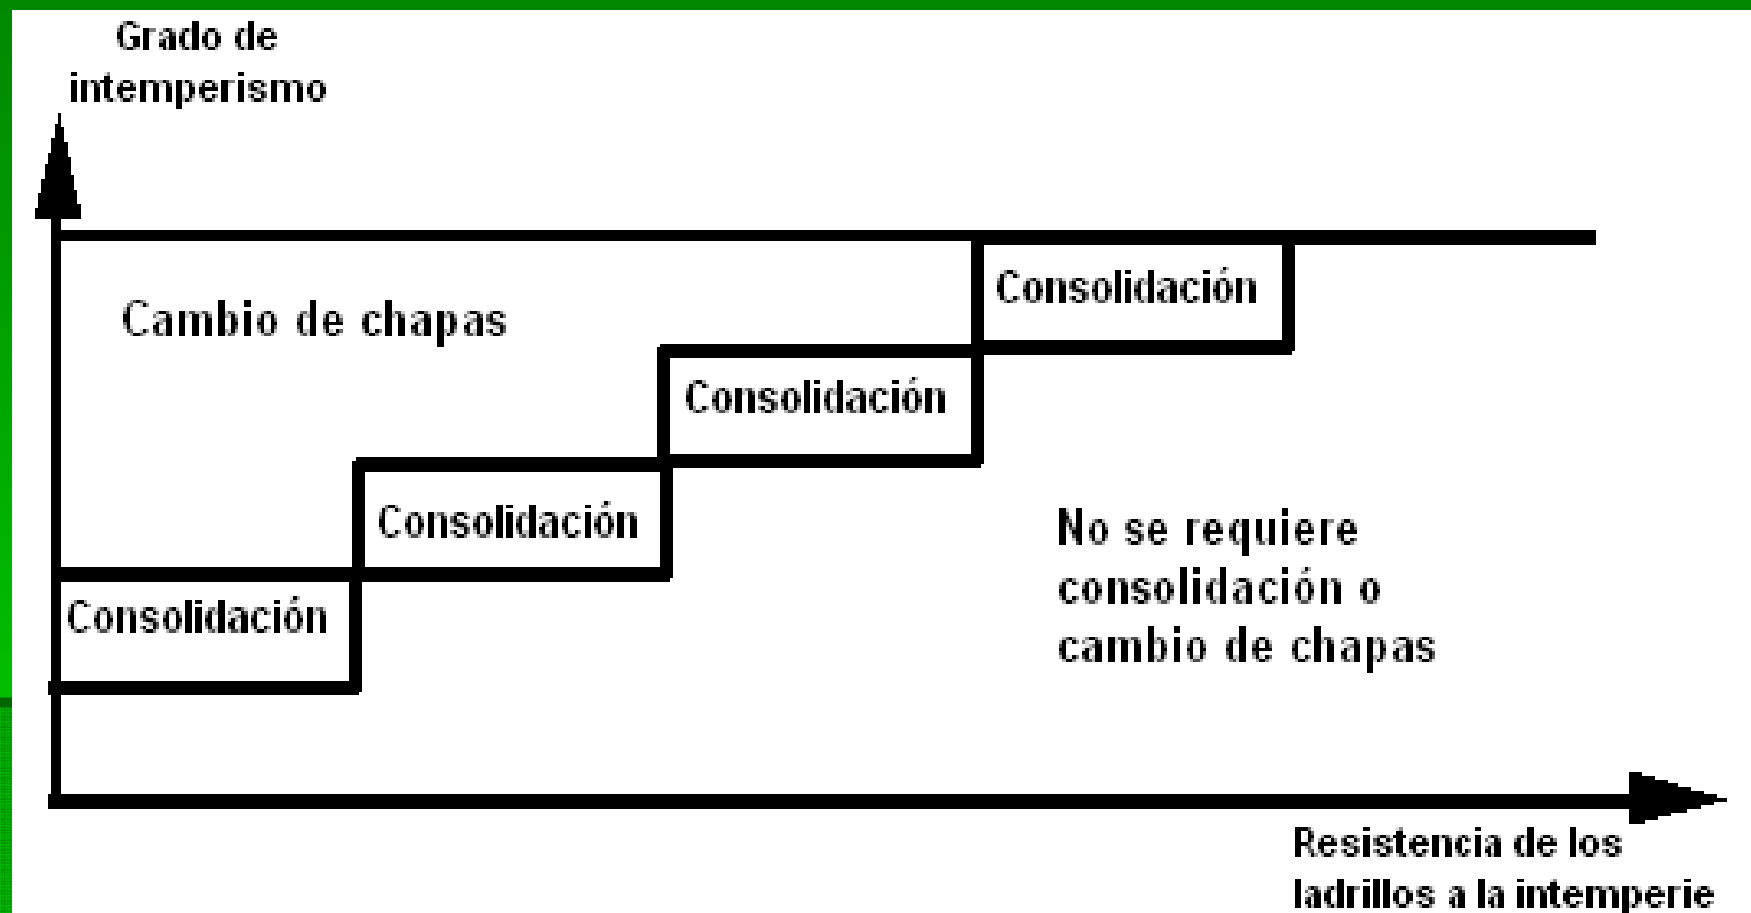 Grado de
intemperismo
Consolidación
Cambio de chapas
Consolidación
Consolidación
No se requiere
consolidación o
cambio de chapas
Consolidación
Resistencia de los
ladrillos a la intemperie